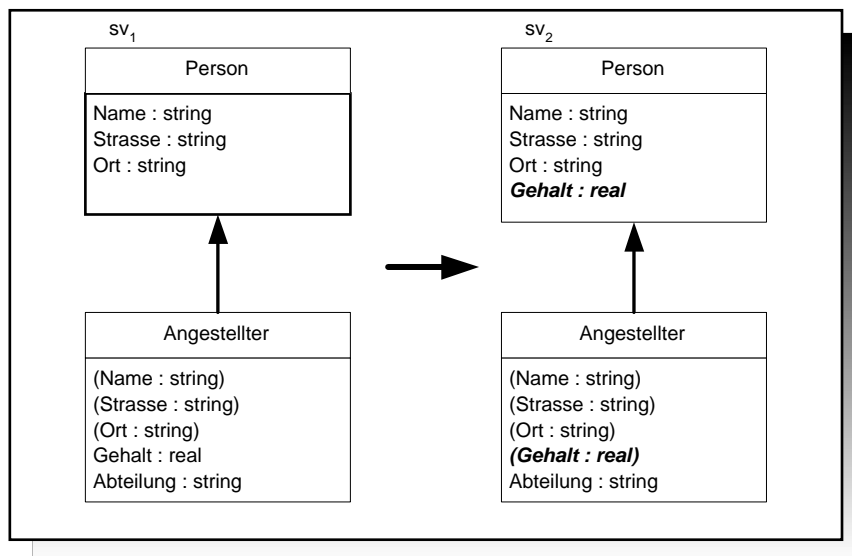 sv1
Person
Name : string
Strasse : string
Ort : string
Angestellter
(Name : string)
(Strasse : string)
(Ort : string)
Gehalt : real
Abteilung : string
sv2
Person
Name : string
Strasse : string
Ort : string
Gehalt : real
Angestellter
(Name : string)
(Strasse : string)
(Ort : string)
(Gehalt : real)
Abteilung : string